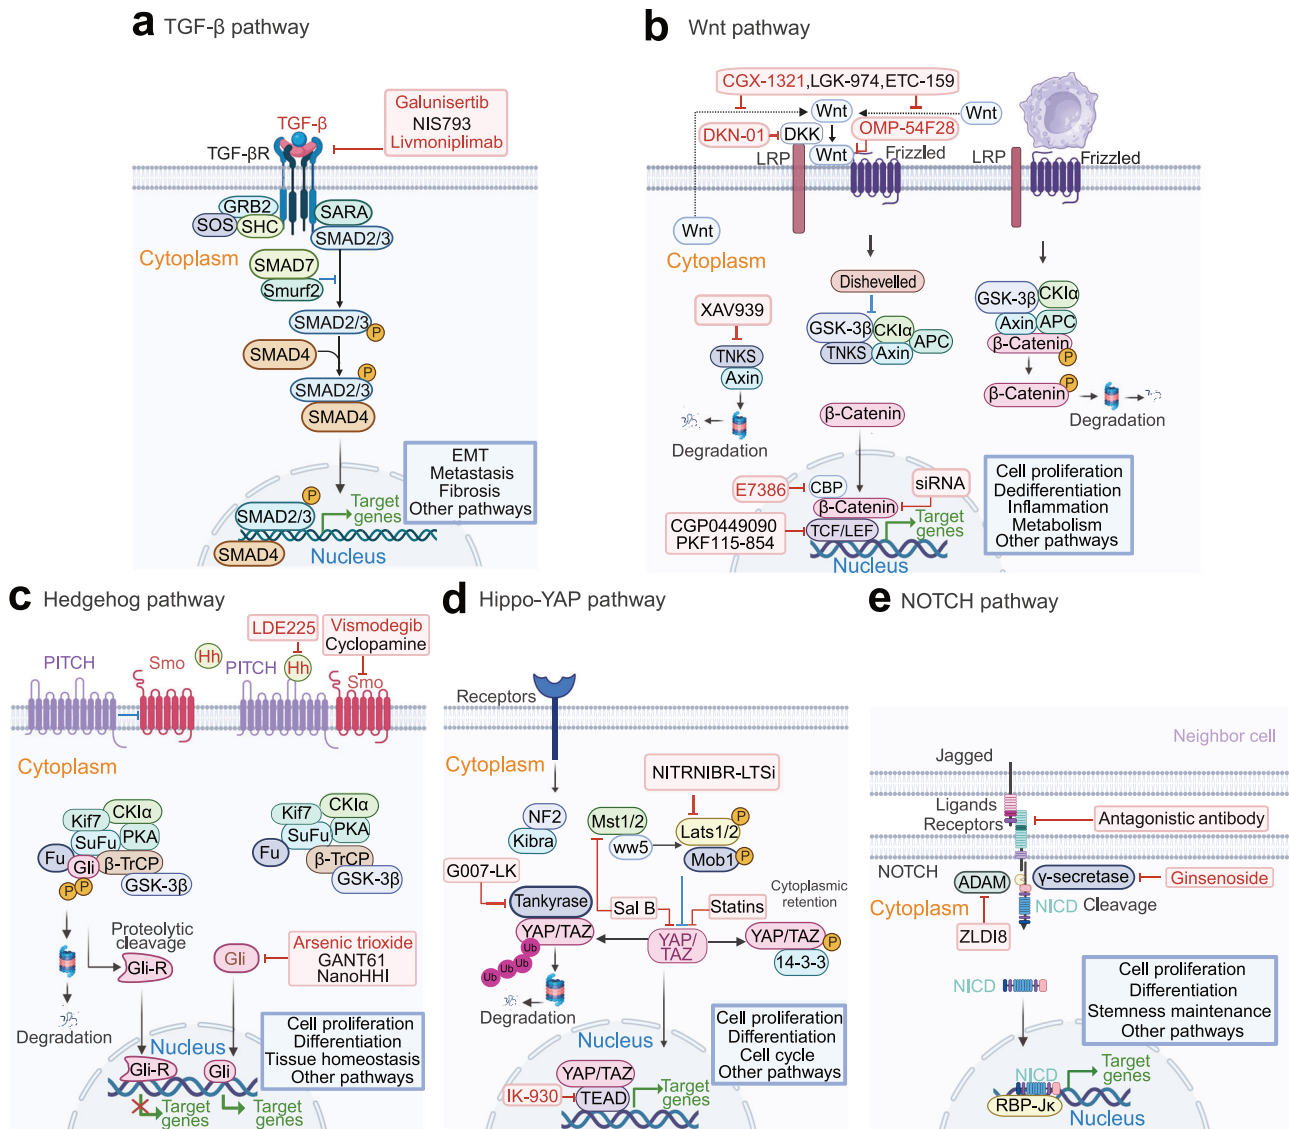 a TGF-β pathway
Galunisertib
NIS793
Livmoniplimab
TGF-β
TGF-βR
GRB2
SOS
SHC
SARA
SMAD2/3
Cytoplasm
SMAD7
Smurf2
SMAD2/3
P
SMAD4
P
SMAD2/3
SMAD4
EMT
Metastasis
Fibrosis
Other pathways
P
SMAD2/3
Target
genes
SMAD4
Nucleus
b Wnt pathway
CGX-1321,LGK-974,ETC-159
Wnt
Wnt
DKN-01
DKK
OMP-54F28
LRP
Wnt
Frizzled
LRP
Frizzled
Wnt
Cytoplasm
Dishevelled
XAV939
GSK-3β
CKIα
APC
TNKS
Axin
TNKS
Axin
Degradation
GSK-3β
CKIα
Axin
APC
β-Catenin
P
β-Catenin
P
Degradation
β-Catenin
E7386
CBP
siRNA
β-Catenin
CGP0449090
PKF115-854
TCF/LEF
Target
genes
Nucleus
Cell proliferation
Dedifferentiation
Inflammation
Metabolism
Other pathways
c Hedgehog pathway
LDE225
Vismodegib
Cyclopamine
PITCH
Smo
Hh
PITCH
Hh
Smo
Cytoplasm
Kif7
CKIα
SuFu
PKA
Fu
Gli
β-TrCP
P
P
GSK-3β
Kif7
CKIα
SuFu
PKA
Fu
β-TrCP
GSK-3β
Proteolytic
cleavage
Gli-R
Gli
Arsenic trioxide
GANT61
NanoHHI
Degradation
Nucleus
Cell proliferation
Differentiation
Tissue homeostasis
Other pathways
Gli-R
Gli
Target
genes
Target
genes
d Hippo-YAP pathway
Receptors
Cytoplasm
NITRNIBR-LTSi
NF2
Kibra
Mst1/2
ww5
Lats1/2
P
Mob1
P
G007-LK
Tankyrase
Sal B
Statins
Cytoplasmic
retention
YAP/TAZ
YAP/
TAZ
YAP/TAZ
P
14-3-3
Ub
Ub
Ub
Ub
Degradation
Cell proliferation
Differentiation
Cell cycle
Other pathways
YAP/TAZ
IK-930
TEAD
Target
genes
Nucleus
e NOTCH pathway
Neighbor cell
Jagged
Ligands
Receptors
Antagonistic antibody
NOTCH
ADAM
γ-secretase
Ginsenoside
Cytoplasm
NICD
Cleavage
ZLDI8
NICD
Cell proliferation
Differentiation
Stemness maintenance
Other pathways
NICD
Target
genes
RBP-Jκ
Nucleus